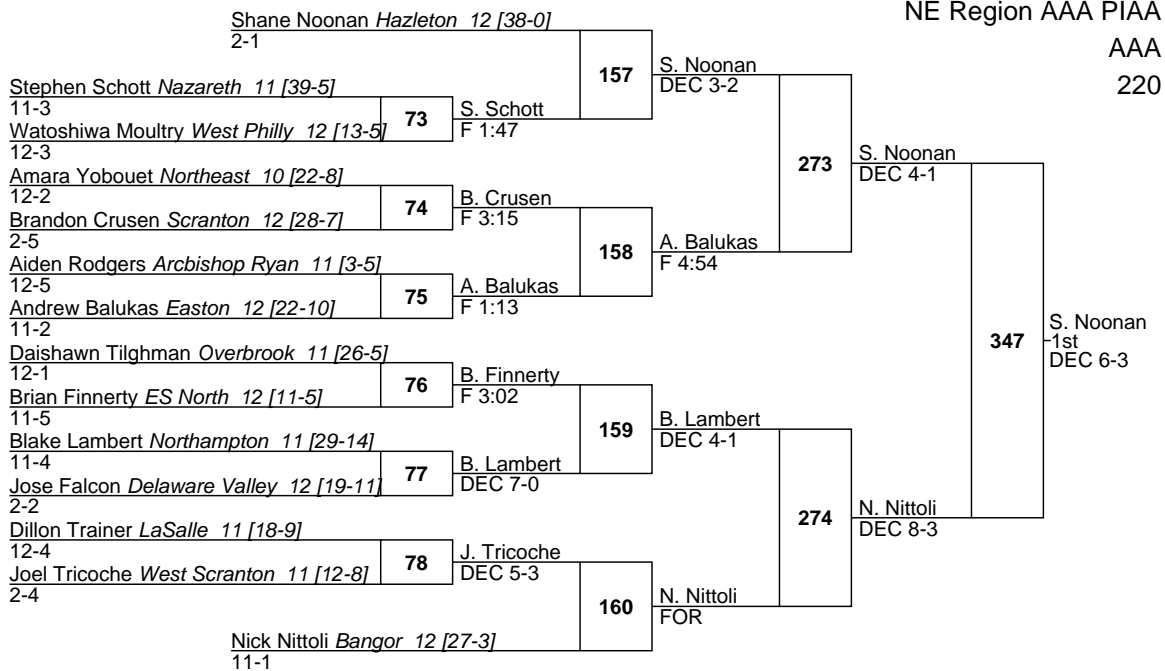 NE Region AAA PIAA
AAA
220
Shane Noonan Hazleton 12 [38-0]
2-1
157
S. Noonan
DEC 3-2
Stephen Schott Nazareth 11 [39-5]
11-3
73
S. Schott
F 1:47
Watoshiwa Moultry West Philly 12 [13-5]
12-3
273
S. Noonan
DEC 4-1
Amara Yobouet Northeast 10 [22-8]
12-2
74
B. Crusen
F 3:15
Brandon Crusen Scranton 12 [28-7]
2-5
158
A. Balukas
F 4:54
Aiden Rodgers Arcbishop Ryan 11 [3-5]
12-5
75
A. Balukas
F 1:13
Andrew Balukas Easton 12 [22-10]
11-2
347
S. Noonan
1st
DEC 6-3
Daishawn Tilghman Overbrook 11 [26-5]
12-1
76
B. Finnerty
F 3:02
Brian Finnerty ES North 12 [11-5]
11-5
159
B. Lambert
DEC 4-1
Blake Lambert Northampton 11 [29-14]
11-4
77
B. Lambert
DEC 7-0
Jose Falcon Delaware Valley 12 [19-11]
2-2
274
N. Nittoli
DEC 8-3
Dillon Trainer LaSalle 11 [18-9]
12-4
78
J. Tricoche
DEC 5-3
Joel Tricoche West Scranton 11 [12-8]
2-4
160
N. Nittoli
FOR
Nick Nittoli Bangor 12 [27-3]
11-1